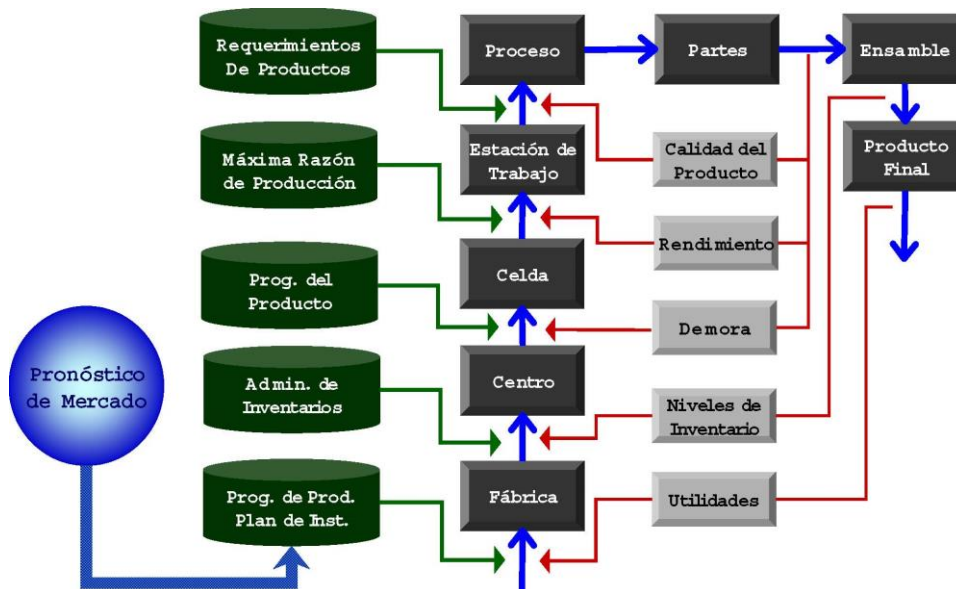 Requerimientos
De Productos
Proceso
Partes
Ensamble
Máxima Razón
de Producción
Estación de
Trabajo
Calidad del
Producto
Producto
Final
Prog. del
Producto
Celda
Rendimiento
Pronóstico
de Mercado
Admin. de
Inventarios
Centro
Demora
Niveles de
Inventario
Prog. de Prod.
Plan de Inst.
Fábrica
Utilidades